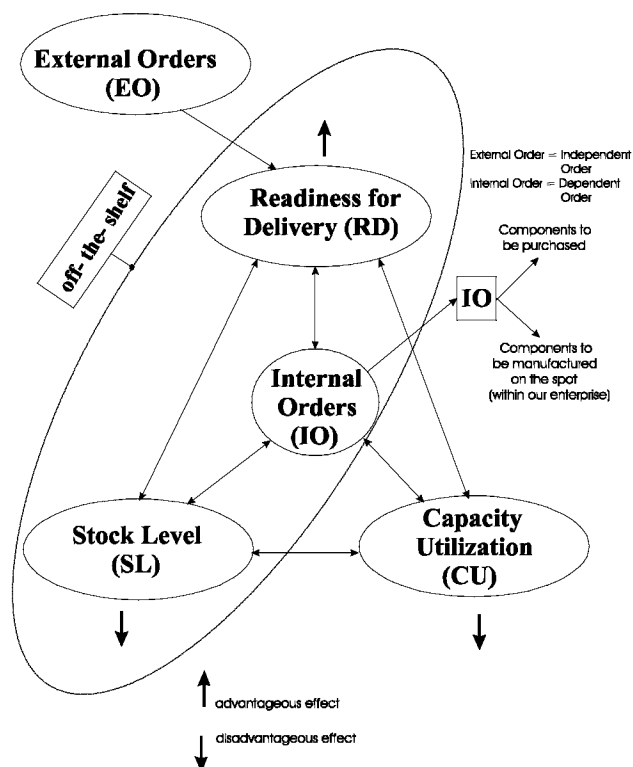 External Orders
(EO)
External Order = Independent
Order
Internal Order = Dependent
Order
Readiness for
Delivery (RD)
off- the- shelf
Components to
be purchased
IO
Internal
Orders
(IO)
Components to
be manufactured
on the spot
(within our enterprise)
Stock Level
(SL)
Capacity
Utilization
(CU)
advantageous effect
disadvantageous effect